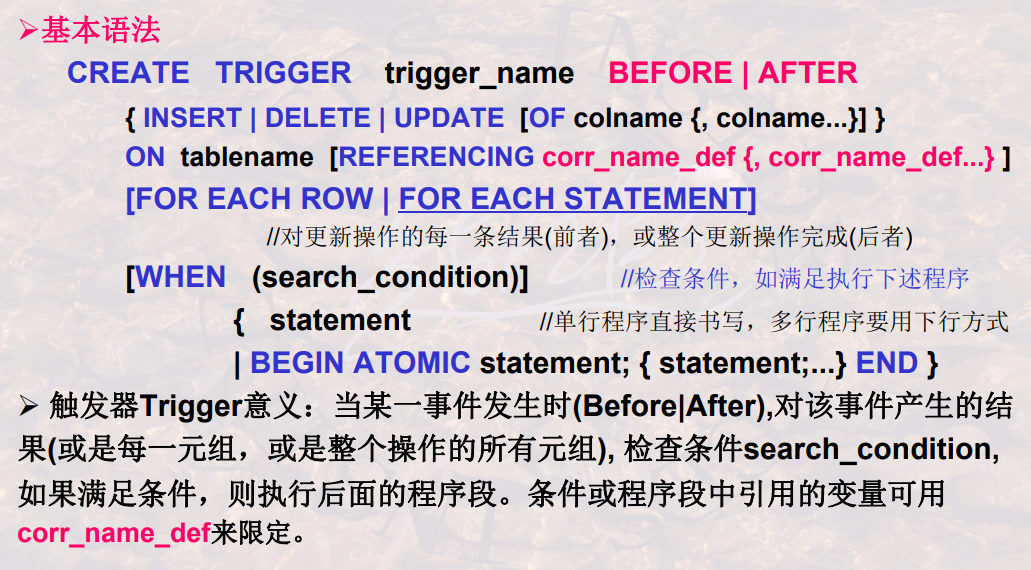 ➢基本语法
CREATE TRIGGER trigger_name BEFORE | AFTER
{ INSERT | DELETE | UPDATE [OF colname {, colname...}] }
ON tablename [REFERENCING corr_name_def {, corr_name_def...} ]
[FOR EACH ROW | FOR EACH STATEMENT]
//对更新操作的每一条结果(前者)，或整个更新操作完成(后者)
[WHEN (search_condition)] //检查条件，如满足执行下述程序
{ statement //单行程序直接书写，多行程序要用下行方式
| BEGIN ATOMIC statement; { statement;...} END }
➢ 触发器Trigger意义：当某一事件发生时(Before|After),对该事件产生的结
果(或是每一元组，或是整个操作的所有元组), 检查条件search_condition,
如果满足条件，则执行后面的程序段。条件或程序段中引用的变量可用
corr_name_def来限定。